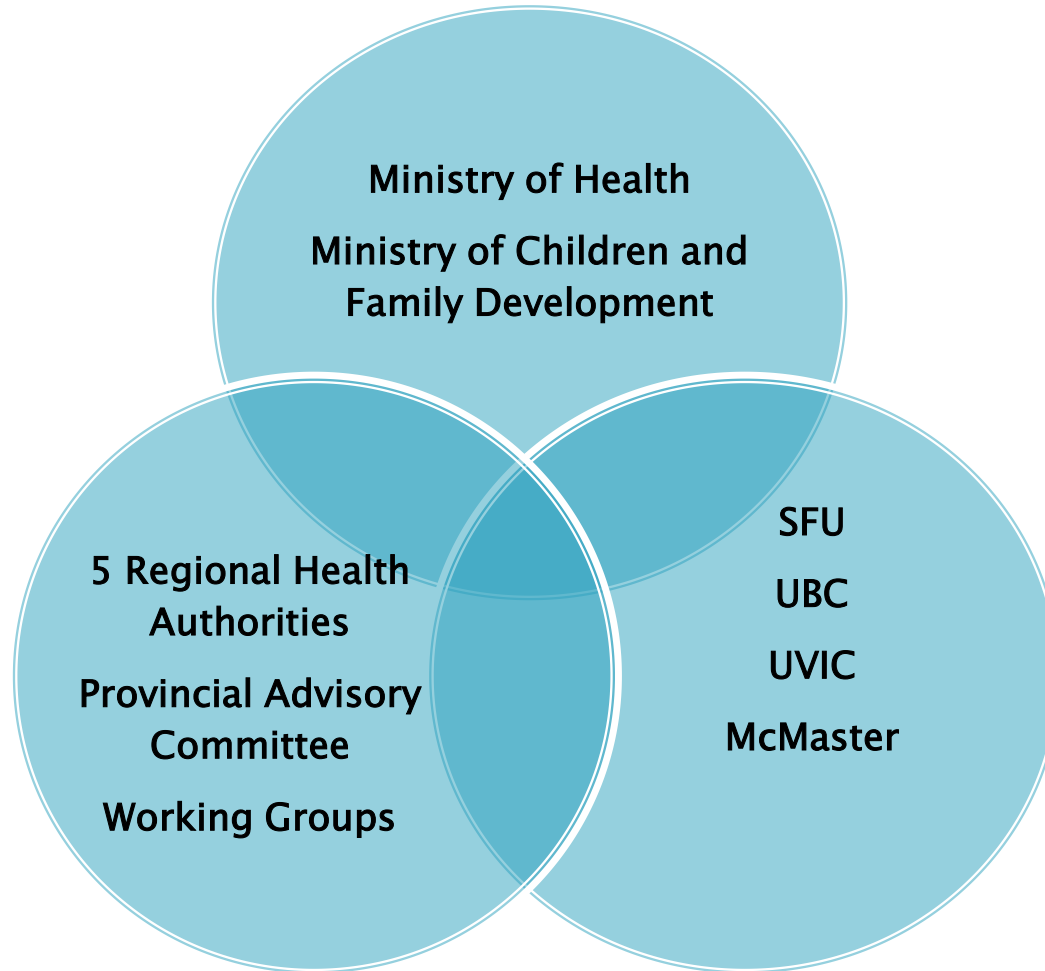 Ministry of Health
Ministry of Children and
Family Development
5 Regional Health
Authorities
Provincial Advisory
Committee
Working Groups
SFU
UBC
UVIC
McMaster